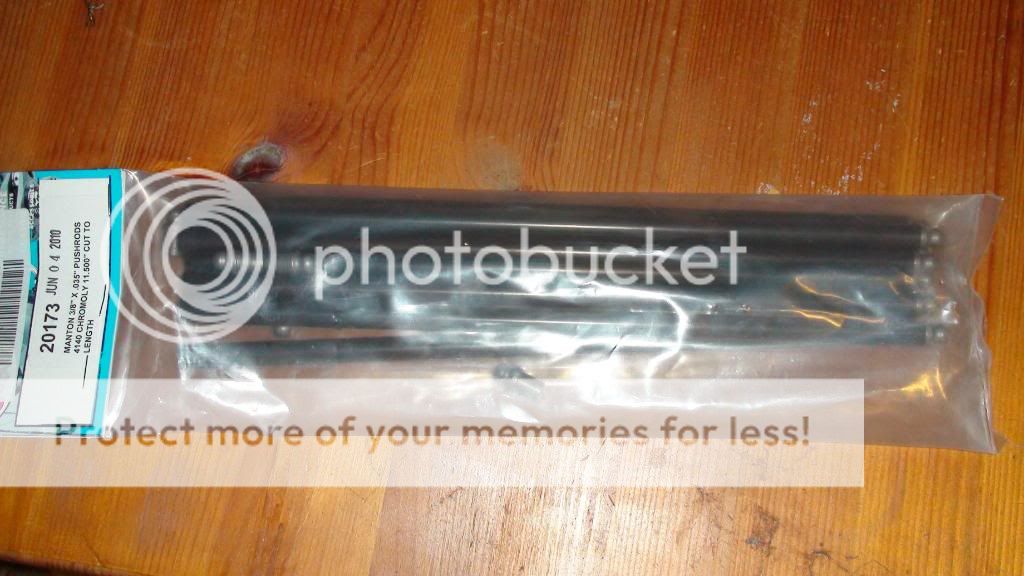 20173 JUN 04 2010
MANTON 3/8" X .035" PUSHRODS
4140 CHROMOLY 11.500" CUT TO
LENGTH
photobucket
Protect more of your memories for less!